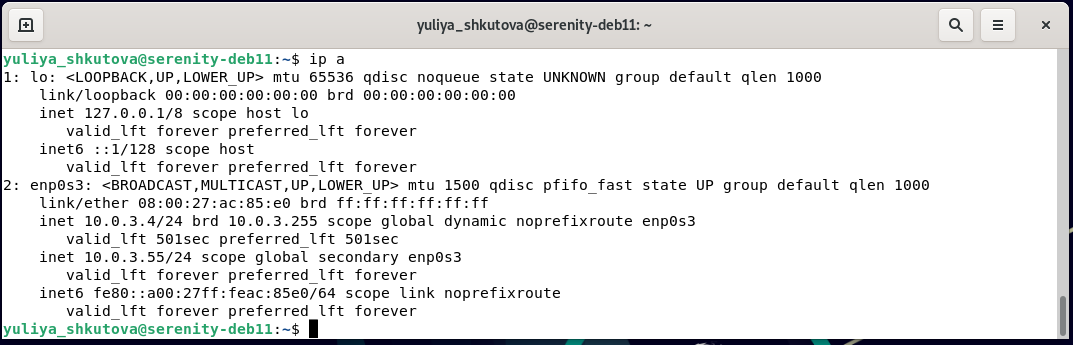 yuliya_shkutova@serenity-deb11: ~
yuliya_shkutova@serenity-deb11:~$ ip a
1: lo: <LOOPBACK,UP,LOWER_UP> mtu 65536 qdisc noqueue state UNKNOWN group default qlen 1000
    link/loopback 00:00:00:00:00:00 brd 00:00:00:00:00:00
    inet 127.0.0.1/8 scope host lo
       valid_lft forever preferred_lft forever
    inet6 ::1/128 scope host
       valid_lft forever preferred_lft forever
2: enp0s3: <BROADCAST,MULTICAST,UP,LOWER_UP> mtu 1500 qdisc pfifo_fast state UP group default qlen 1000
    link/ether 08:00:27:ac:85:e0 brd ff:ff:ff:ff:ff:ff
    inet 10.0.3.4/24 brd 10.0.3.255 scope global dynamic noprefixroute enp0s3
       valid_lft 501sec preferred_lft 501sec
    inet 10.0.3.55/24 scope global secondary enp0s3
       valid_lft forever preferred_lft forever
    inet6 fe80::a00:27ff:feac:85e0/64 scope link noprefixroute
       valid_lft forever preferred_lft forever
yuliya_shkutova@serenity-deb11:~$